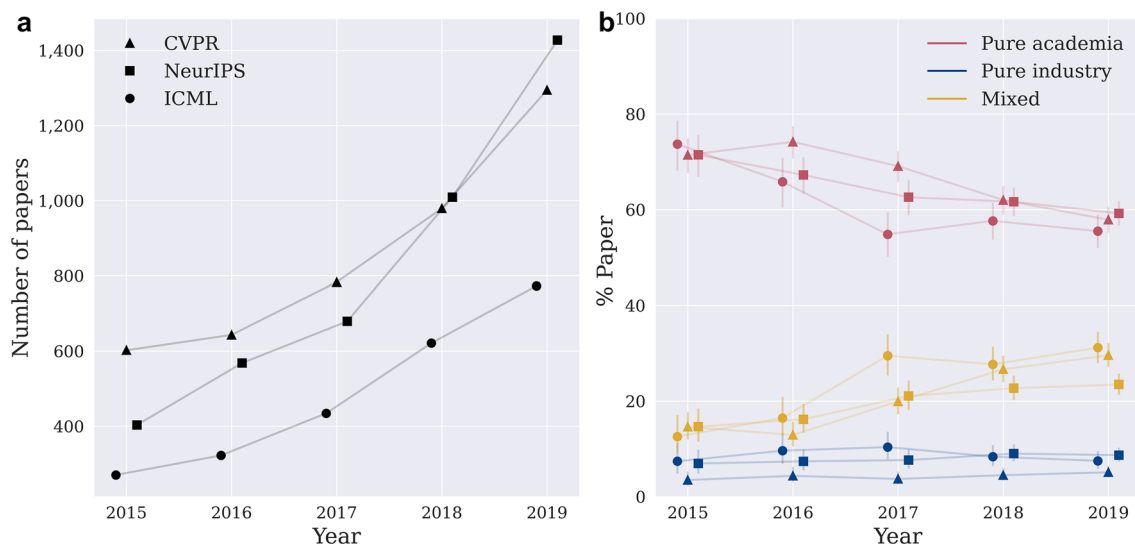 a
CVPR
NeurIPS
ICML
1,400
1,200
1,000
800
600
400
Number of papers
2015 2016 2017 2018 2019
Year
b
Pure academia
Pure industry
Mixed
100
80
60
40
20
0
% Paper
2015 2016 2017 2018 2019
Year